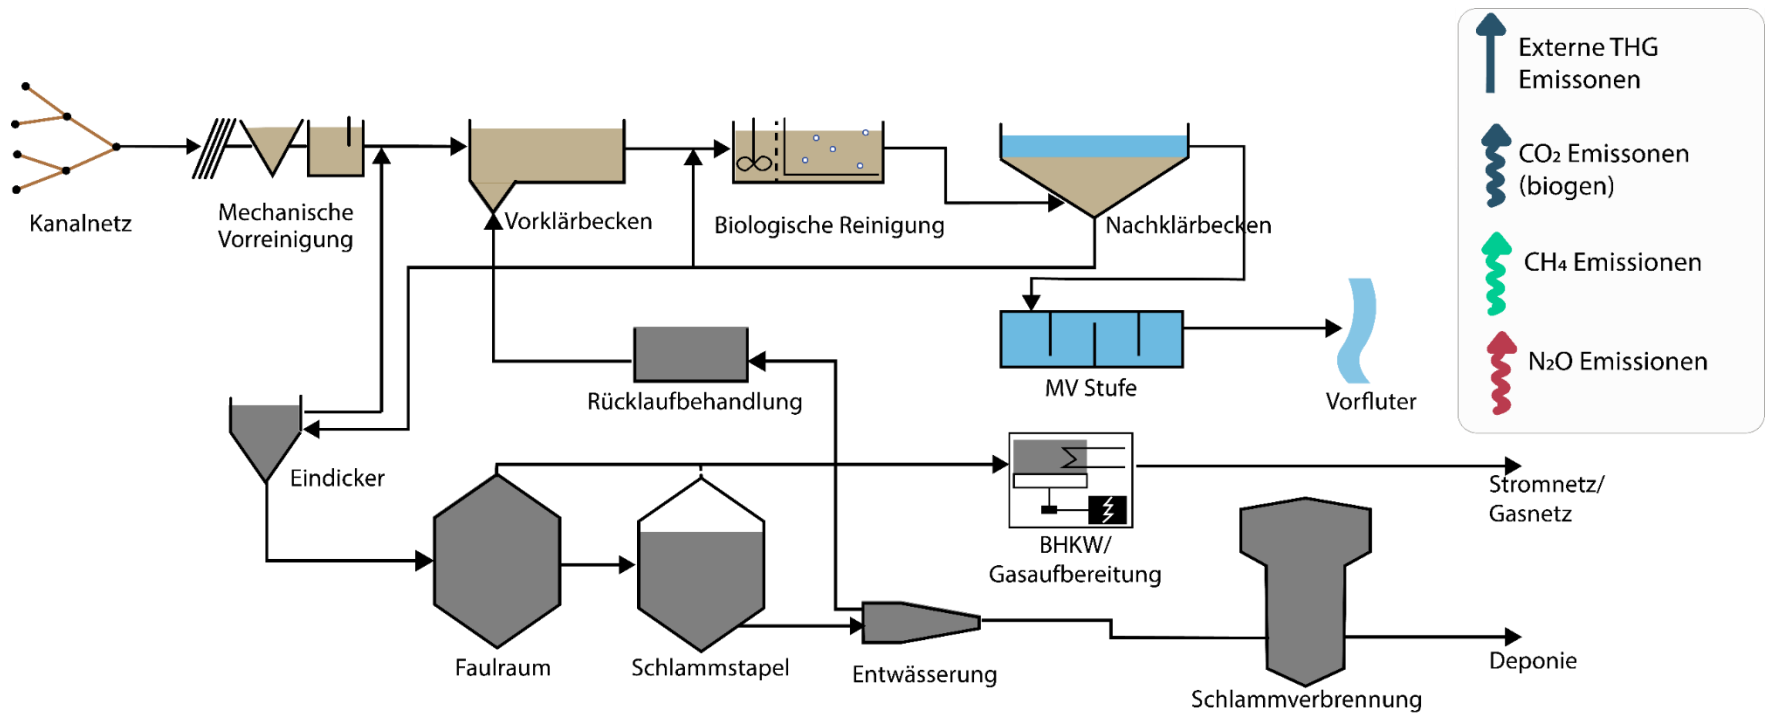 Externe THG
Emissonen
CO₂ Emissonen
(biogen)
CH₄ Emissionen
N₂O Emissionen
Kanalnetz
Mechanische
Vorreinigung
Vorklärbecken
Biologische Reinigung
Nachklärbecken
Rücklaufbehandlung
MV Stufe
Vorfluter
Eindicker
Stromnetz/
Gasnetz
BHKW/
Gasaufbereitung
Faulraum
Schlammstapel
Entwässerung
Schlammverbrennung
Deponie